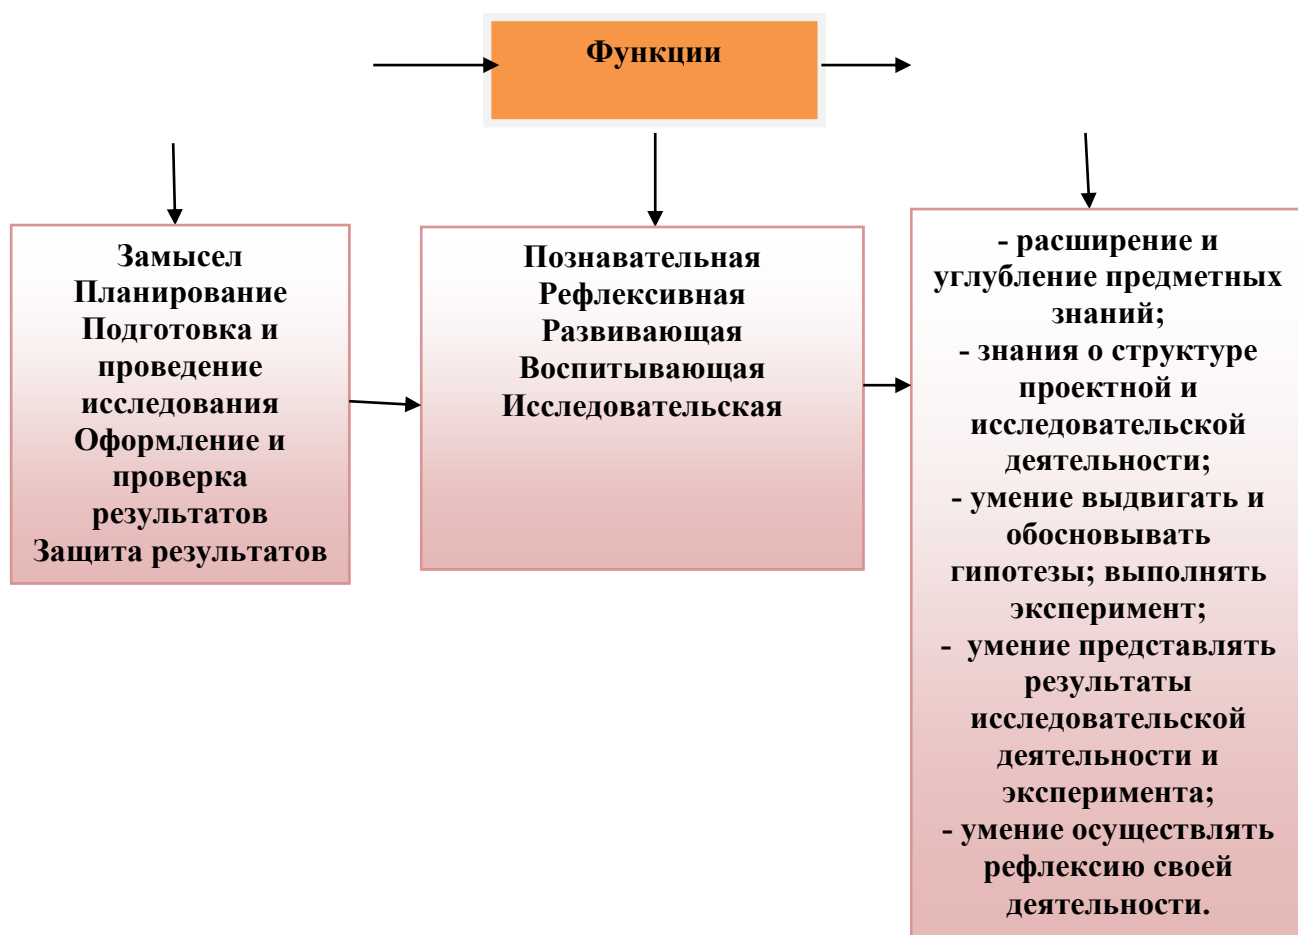 Функции
Замысел
Планирование
Подготовка и
проведение
исследования
Оформление и
проверка
результатов
Защита результатов
Познавательная
Рефлексивная
Развивающая
Воспитывающая
Исследовательская
- расширение и
углубление предметных
знаний;
- знания о структуре
проектной и
исследовательской
деятельности;
- умение выдвигать и
обосновывать
гипотезы; выполнять
эксперимент;
- умение представлять
результаты
исследовательской
деятельности и
эксперимента;
- умение осуществлять
рефлексию своей
деятельности.